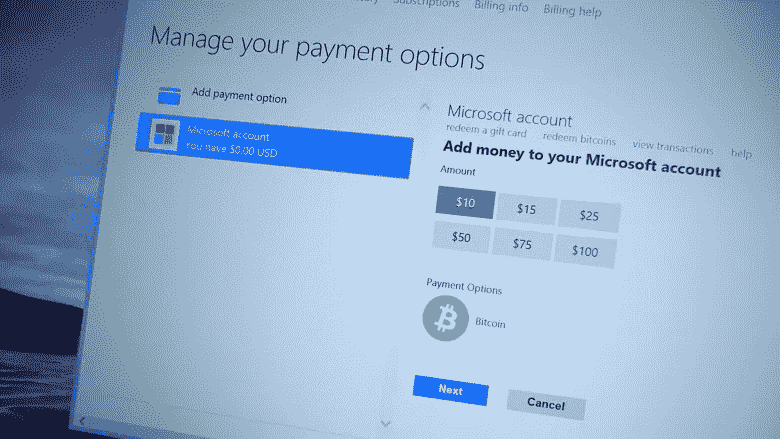 Subscriptions Billing info Billing help
Manage your payment options
Add payment option
Microsoft account
You have $0.00 USD
Microsoft account
redeem a gift card redeem bitcoins view transactions help
Add money to your Microsoft account
Amount
$10 $15 $25
$50 $75 $100
Payment Options
Bitcoin
Next Cancel